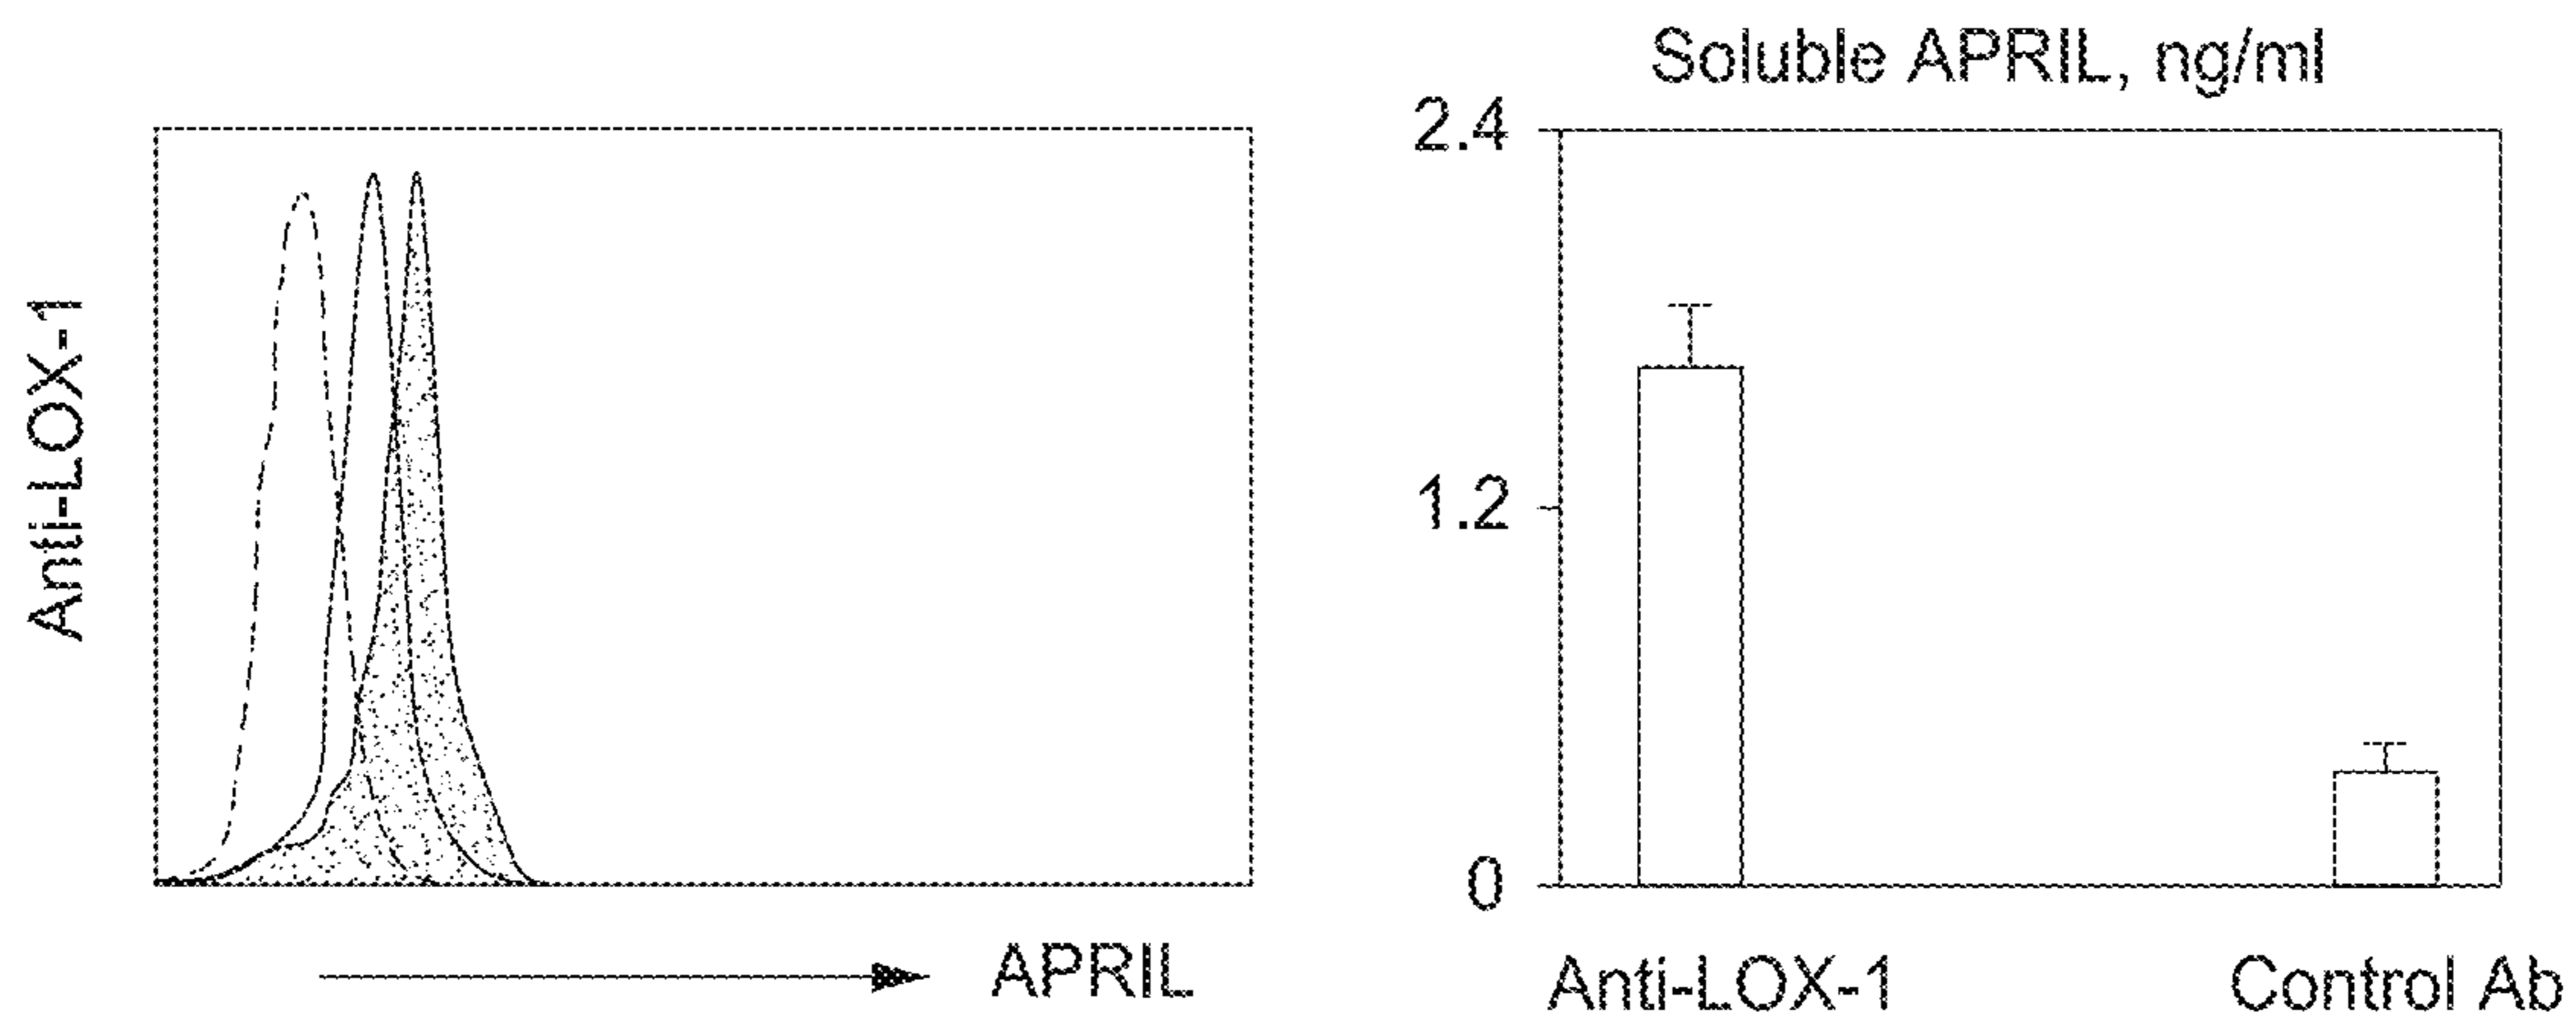 Anti-LOX-1
APRIL
Soluble APRIL, ng/ml
2.4
1.2
0
Anti-LOX-1
Control Ab